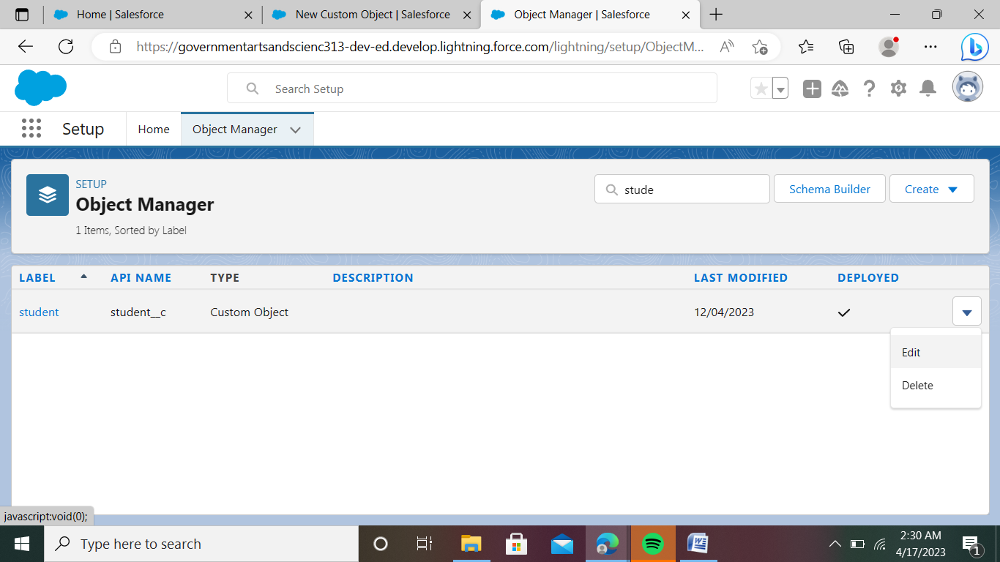 Home | Salesforce
New Custom Object | Salesforce
Object Manager | Salesforce
https://governmentartsandscienc313-dev-ed.develop.lightning.force.com/lightning/setup/ObjectM...
Search Setup
Setup
Home
Object Manager
SETUP
Object Manager
1 Items, Sorted by Label
stude
Schema Builder
Create
LABEL API NAME TYPE DESCRIPTION LAST MODIFIED DEPLOYED
student student__c Custom Object 12/04/2023
Edit
Delete
javascript:void(0);
Type here to search
2:30 AM
4/17/2023
1